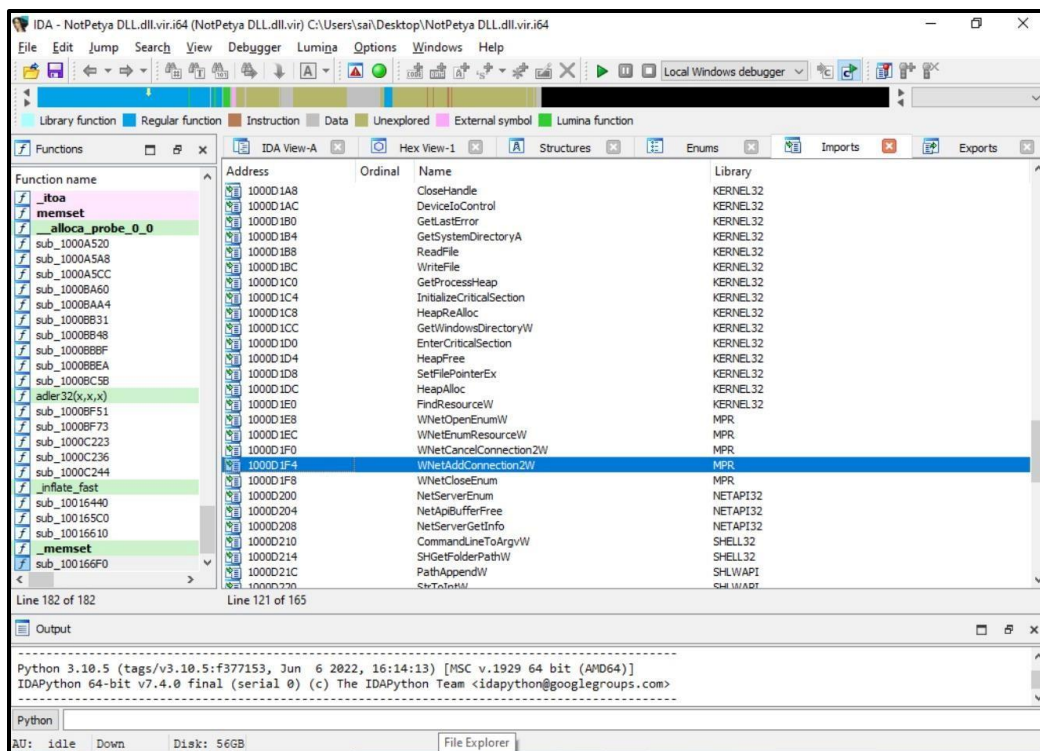 IDA - NotPetya DLL.dll.vir.i64 (NotPetya DLL.dll.vir) C:\Users\sai\Desktop\NotPetya DLL.dll.vir.i64
File Edit Jump Search View Debugger Lumina Options Windows Help
Local Windows debugger
Library function Regular function Instruction Data Unexplored External symbol Lumina function
Functions
IDA View-A Hex View-1 Structures Enums Imports Exports
Function name
_itoa
memset
__alloca_probe_0_0
sub_1000A520
sub_1000A5A8
sub_1000A5CC
sub_1000BA60
sub_1000BAA4
sub_1000BB31
sub_1000BB48
sub_1000BBBF
sub_1000BBEA
sub_1000BC5B
adler32(x,x,x)
sub_1000BF51
sub_1000BF73
sub_1000C223
sub_1000C236
sub_1000C244
_inflate_fast
sub_10016440
sub_100165C0
sub_10016610
_memset
sub_100166F0
Line 182 of 182
Address Ordinal Name Library
1000D1A8 CloseHandle KERNEL32
1000D1AC DeviceIoControl KERNEL32
1000D1B0 GetLastError KERNEL32
1000D1B4 GetSystemDirectoryA KERNEL32
1000D1B8 ReadFile KERNEL32
1000D1BC WriteFile KERNEL32
1000D1C0 GetProcessHeap KERNEL32
1000D1C4 InitializeCriticalSection KERNEL32
1000D1C8 HeapReAlloc KERNEL32
1000D1CC GetWindowsDirectoryW KERNEL32
1000D1D0 EnterCriticalSection KERNEL32
1000D1D4 HeapFree KERNEL32
1000D1D8 SetFilePointerEx KERNEL32
1000D1DC HeapAlloc KERNEL32
1000D1E0 FindResourceW KERNEL32
1000D1E8 WNetOpenEnumW MPR
1000D1EC WNetEnumResourceW MPR
1000D1F0 WNetCancelConnection2W MPR
1000D1F4 WNetAddConnection2W MPR
1000D1F8 WNetCloseEnum MPR
1000D200 NetServerEnum NETAPI32
1000D204 NetApiBufferFree NETAPI32
1000D208 NetServerGetInfo NETAPI32
1000D210 CommandLineToArgvW SHELL32
1000D214 SHGetFolderPathW SHELL32
1000D21C PathAppendW SHLWAPI
1000D220 StrToIntW SHLWAPI
Line 121 of 165
Output
Python 3.10.5 (tags/v3.10.5:f377153, Jun 6 2022, 16:14:13) [MSC v.1929 64 bit (AMD64)]
IDAPython 64-bit v7.4.0 final (serial 0) (c) The IDAPython Team <idapython@googlegroups.com>
Python
AU: idle Down Disk: 56GB
File Explorer